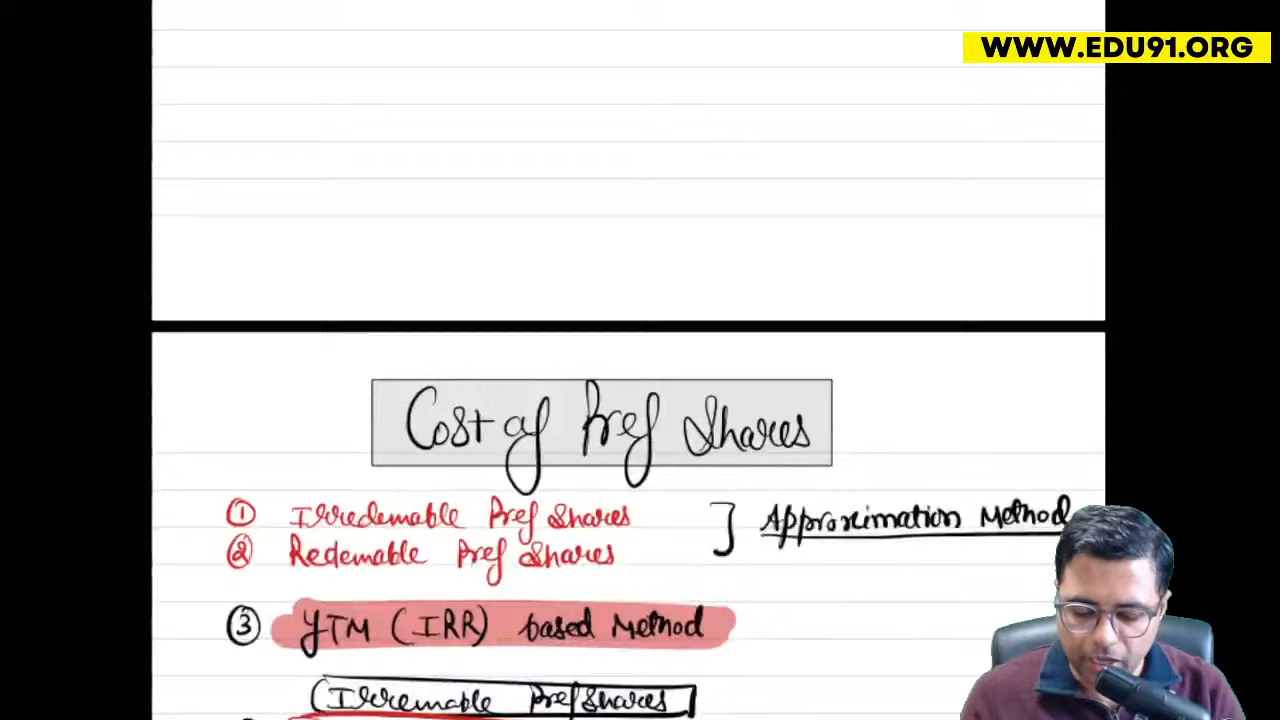 WWW.EDU91.ORG
Cost of Pref Shares
① Irredemable Pref Shares
② Redemable Pref Shares
] Approximation Method
③ YTM (IRR) based Method
(Irremable Pref Shares